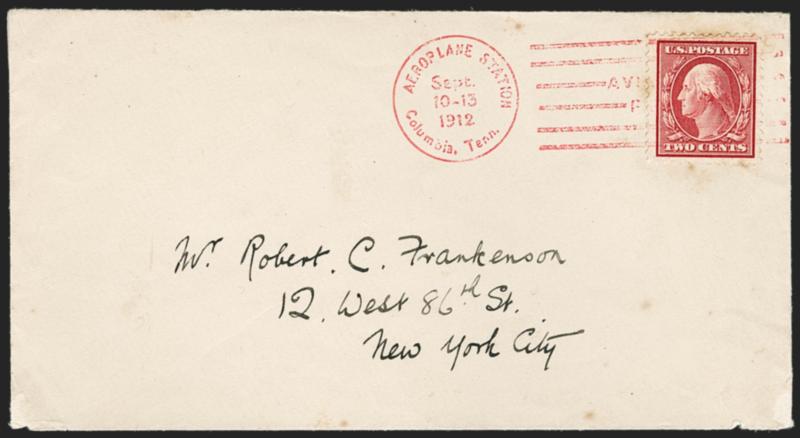 AEROPLANE STATION
Sept.
10-13
1912
Columbia, Tenn.
U.S. POSTAGE
TWO CENTS
Mr Robert. C. Frankenson
12. West 86th St.
New York City